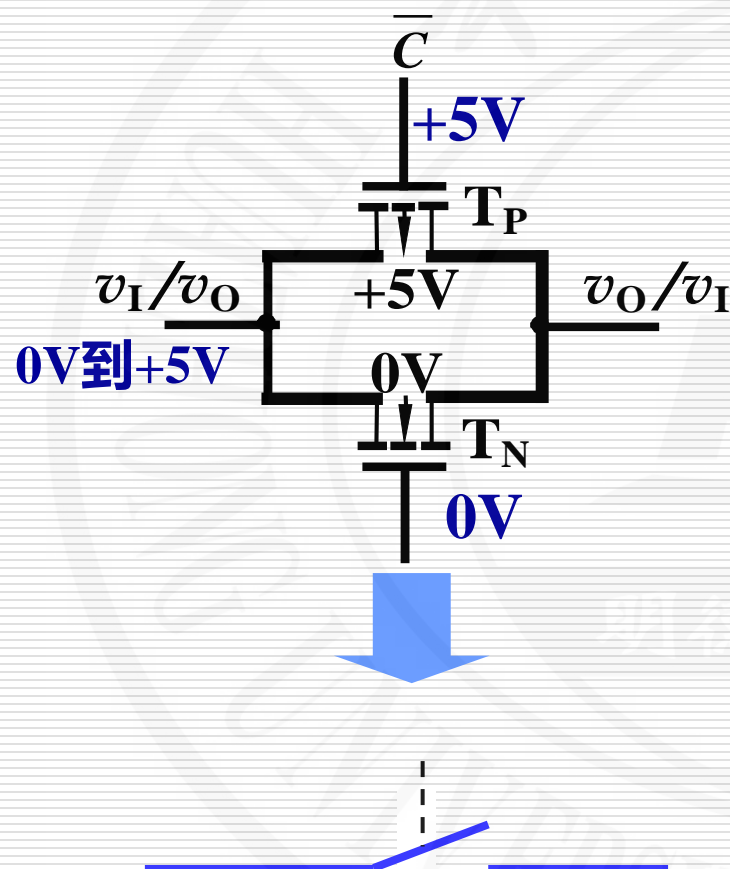 C̅
+5V
T_P
v_I/v_O
+5V
v_O/v_I
0V到+5V
0V
T_N
0V